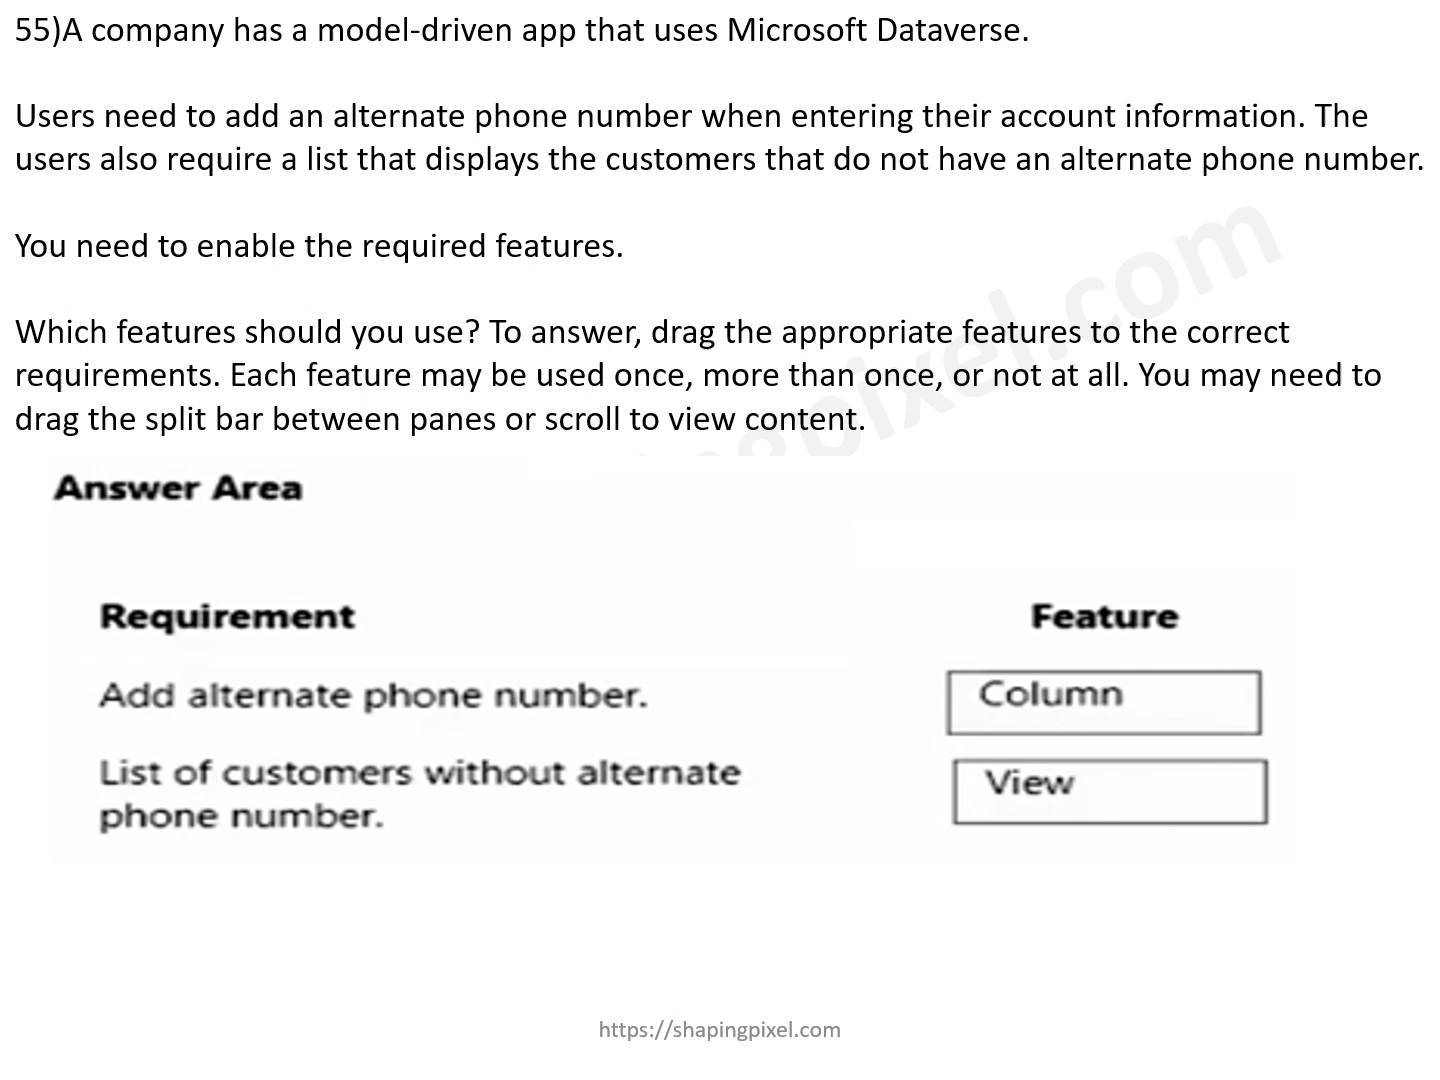 55)A company has a model-driven app that uses Microsoft Dataverse.
Users need to add an alternate phone number when entering their account information. The
users also require a list that displays the customers that do not have an alternate phone number.
You need to enable the required features.
Which features should you use? To answer, drag the appropriate features to the correct
requirements. Each feature may be used once, more than once, or not at all. You may need to
drag the split bar between panes or scroll to view content.
Answer Area
Requirement Feature
Add alternate phone number. Column
List of customers without alternate
phone number. View
https://shapingpixel.com